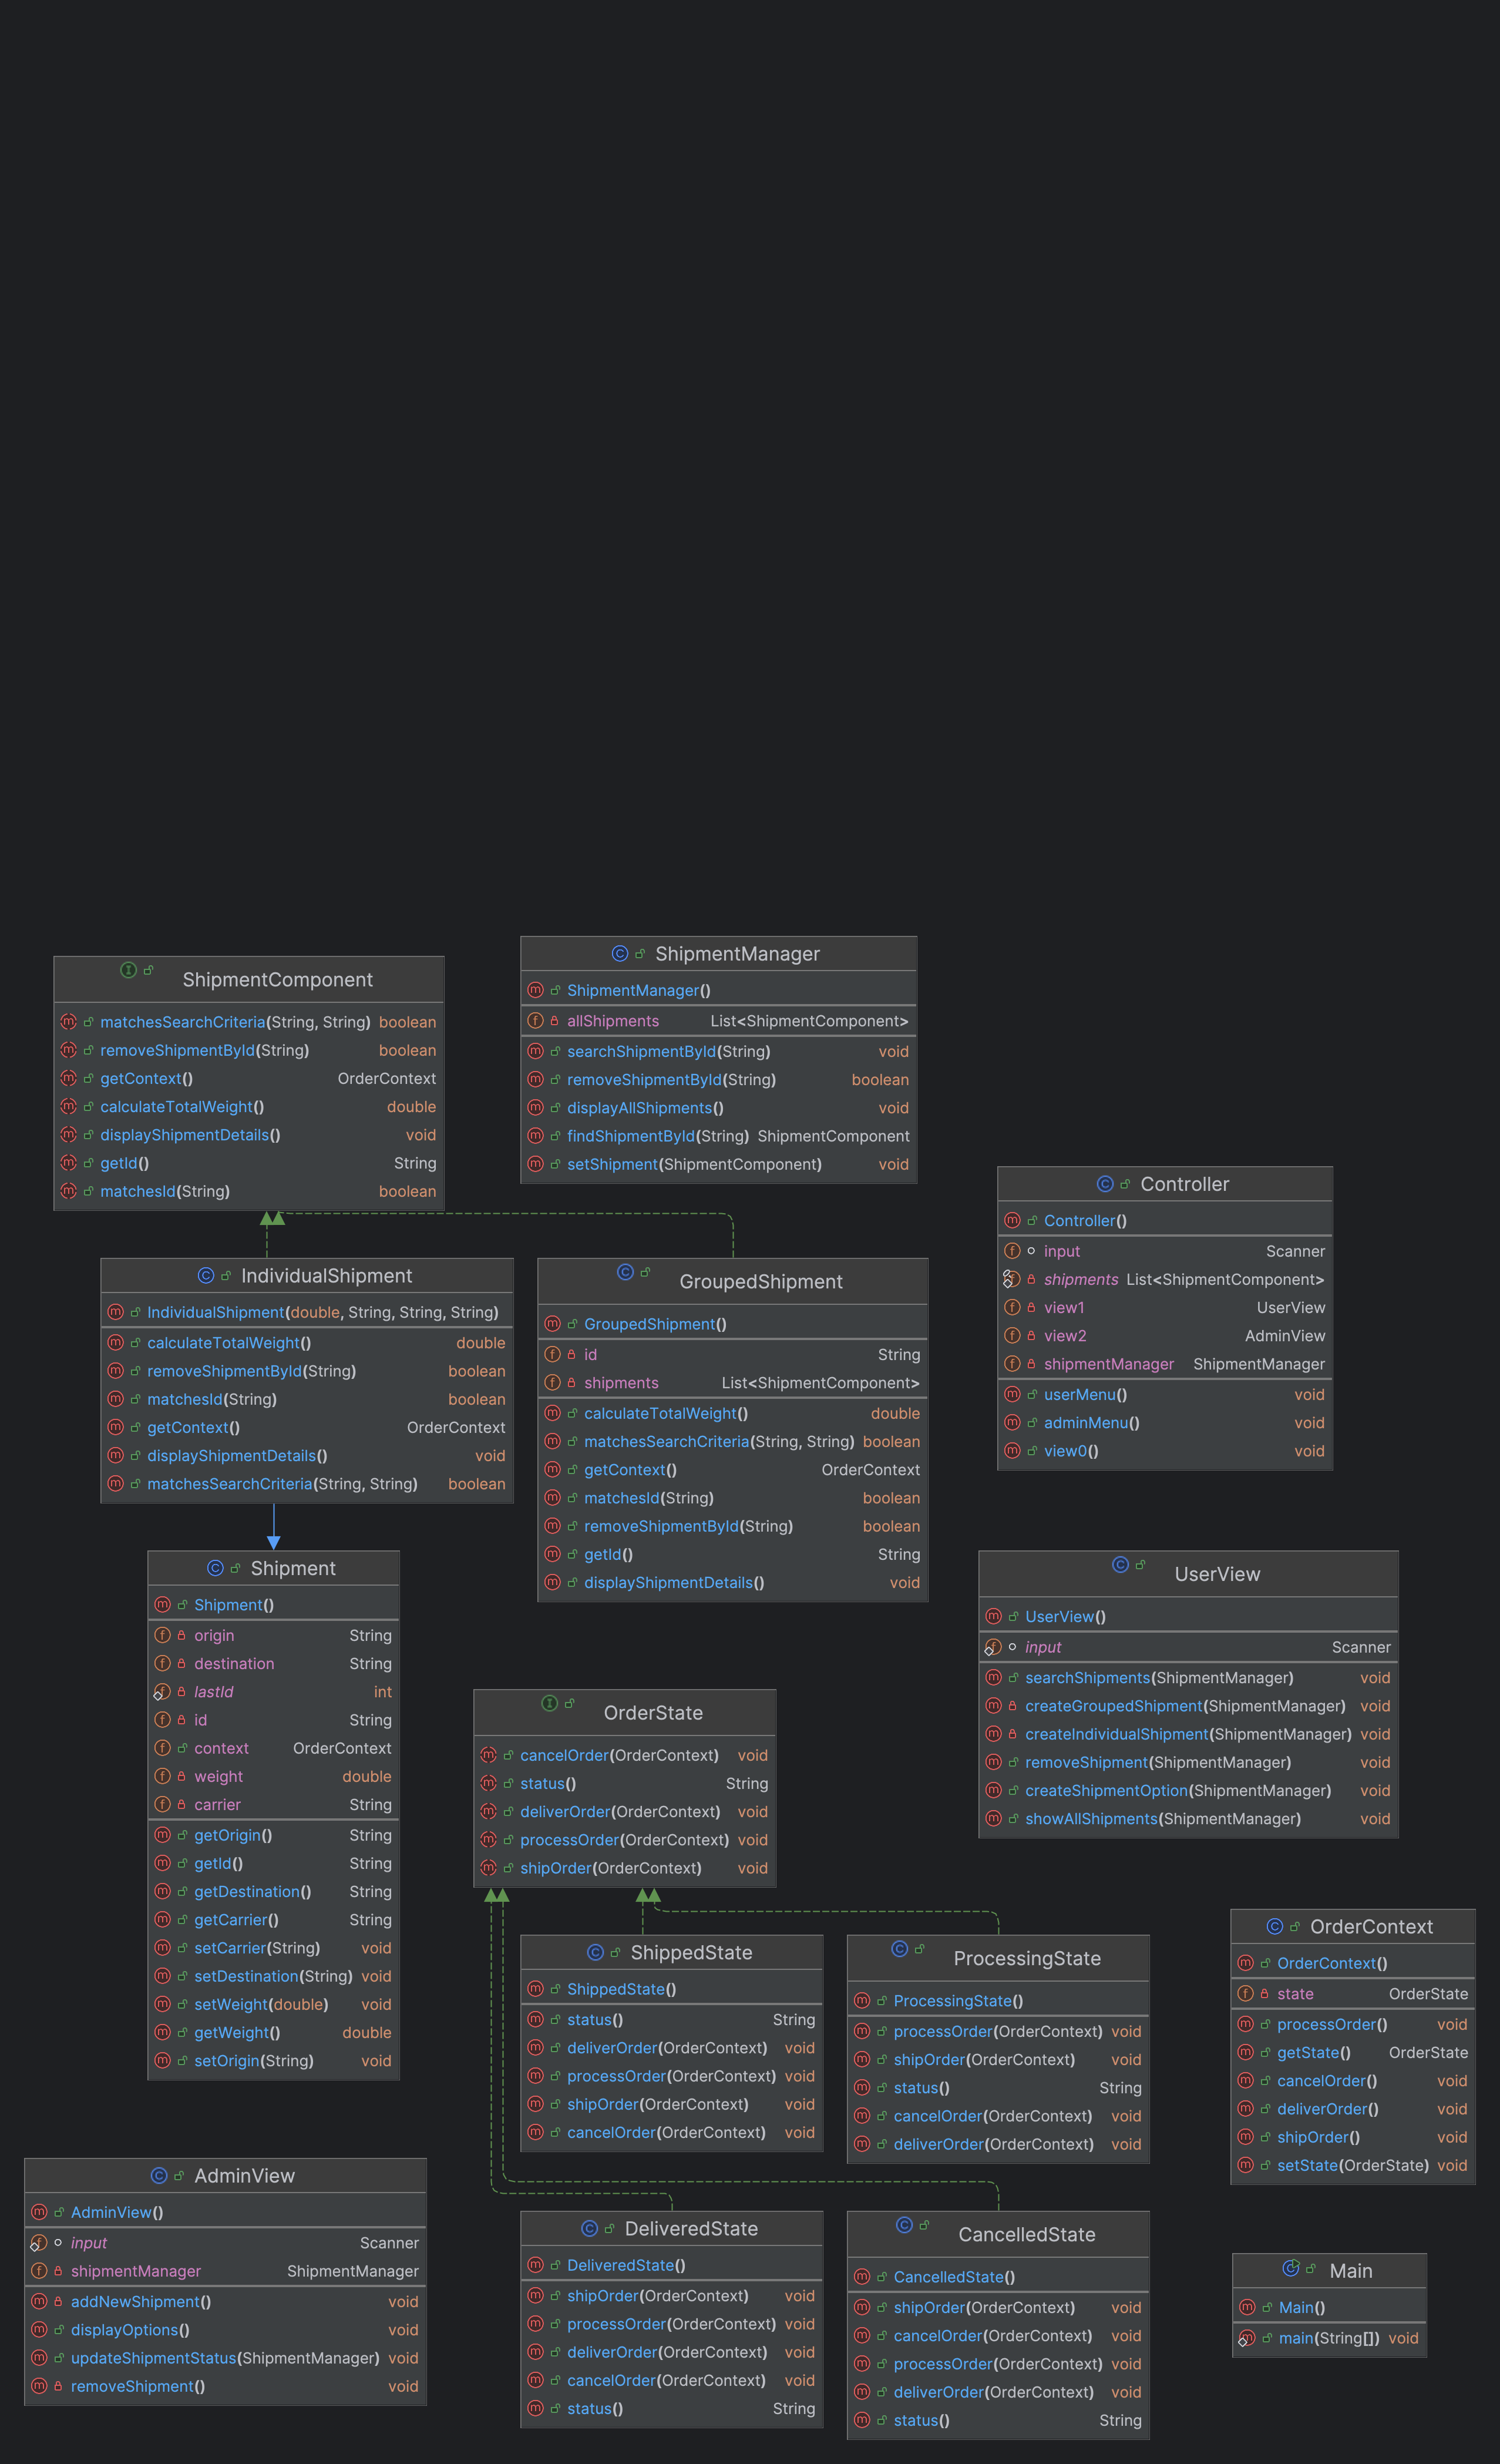 ShipmentComponent
matchesSearchCriteria(String, String) boolean
removeShipmentById(String) boolean
getContext() OrderContext
calculateTotalWeight() double
displayShipmentDetails() void
getId() String
matchesId(String) boolean
ShipmentManager
ShipmentManager()
allShipments List<ShipmentComponent>
searchShipmentById(String) void
removeShipmentById(String) boolean
displayAllShipments() void
findShipmentById(String) ShipmentComponent
setShipment(ShipmentComponent) void
Controller
Controller()
input Scanner
shipments List<ShipmentComponent>
view1 UserView
view2 AdminView
shipmentManager ShipmentManager
userMenu() void
adminMenu() void
view0() void
IndividualShipment
IndividualShipment(double, String, String, String)
calculateTotalWeight() double
removeShipmentById(String) boolean
matchesId(String) boolean
getContext() OrderContext
displayShipmentDetails() void
matchesSearchCriteria(String, String) boolean
GroupedShipment
GroupedShipment()
id String
shipments List<ShipmentComponent>
calculateTotalWeight() double
matchesSearchCriteria(String, String) boolean
getContext() OrderContext
matchesId(String) boolean
removeShipmentById(String) boolean
getId() String
displayShipmentDetails() void
Shipment
Shipment()
origin String
destination String
lastId int
id String
context OrderContext
weight double
carrier String
getOrigin() String
getId() String
getDestination() String
getCarrier() String
setCarrier(String) void
setDestination(String) void
setWeight(double) void
getWeight() double
setOrigin(String) void
UserView
UserView()
input Scanner
searchShipments(ShipmentManager) void
createGroupedShipment(ShipmentManager) void
createIndividualShipment(ShipmentManager) void
removeShipment(ShipmentManager) void
createShipmentOption(ShipmentManager) void
showAllShipments(ShipmentManager) void
OrderState
cancelOrder(OrderContext) void
status() String
deliverOrder(OrderContext) void
processOrder(OrderContext) void
shipOrder(OrderContext) void
ShippedState
ShippedState()
status() String
deliverOrder(OrderContext) void
processOrder(OrderContext) void
shipOrder(OrderContext) void
cancelOrder(OrderContext) void
ProcessingState
ProcessingState()
processOrder(OrderContext) void
shipOrder(OrderContext) void
status() String
cancelOrder(OrderContext) void
deliverOrder(OrderContext) void
OrderContext
OrderContext()
state OrderState
processOrder() void
getState() OrderState
cancelOrder() void
deliverOrder() void
shipOrder() void
setState(OrderState) void
AdminView
AdminView()
input Scanner
shipmentManager ShipmentManager
addNewShipment() void
displayOptions() void
updateShipmentStatus(ShipmentManager) void
removeShipment() void
DeliveredState
DeliveredState()
shipOrder(OrderContext) void
processOrder(OrderContext) void
deliverOrder(OrderContext) void
cancelOrder(OrderContext) void
status() String
CancelledState
CancelledState()
shipOrder(OrderContext) void
cancelOrder(OrderContext) void
processOrder(OrderContext) void
deliverOrder(OrderContext) void
status() String
Main
Main()
main(String[]) void